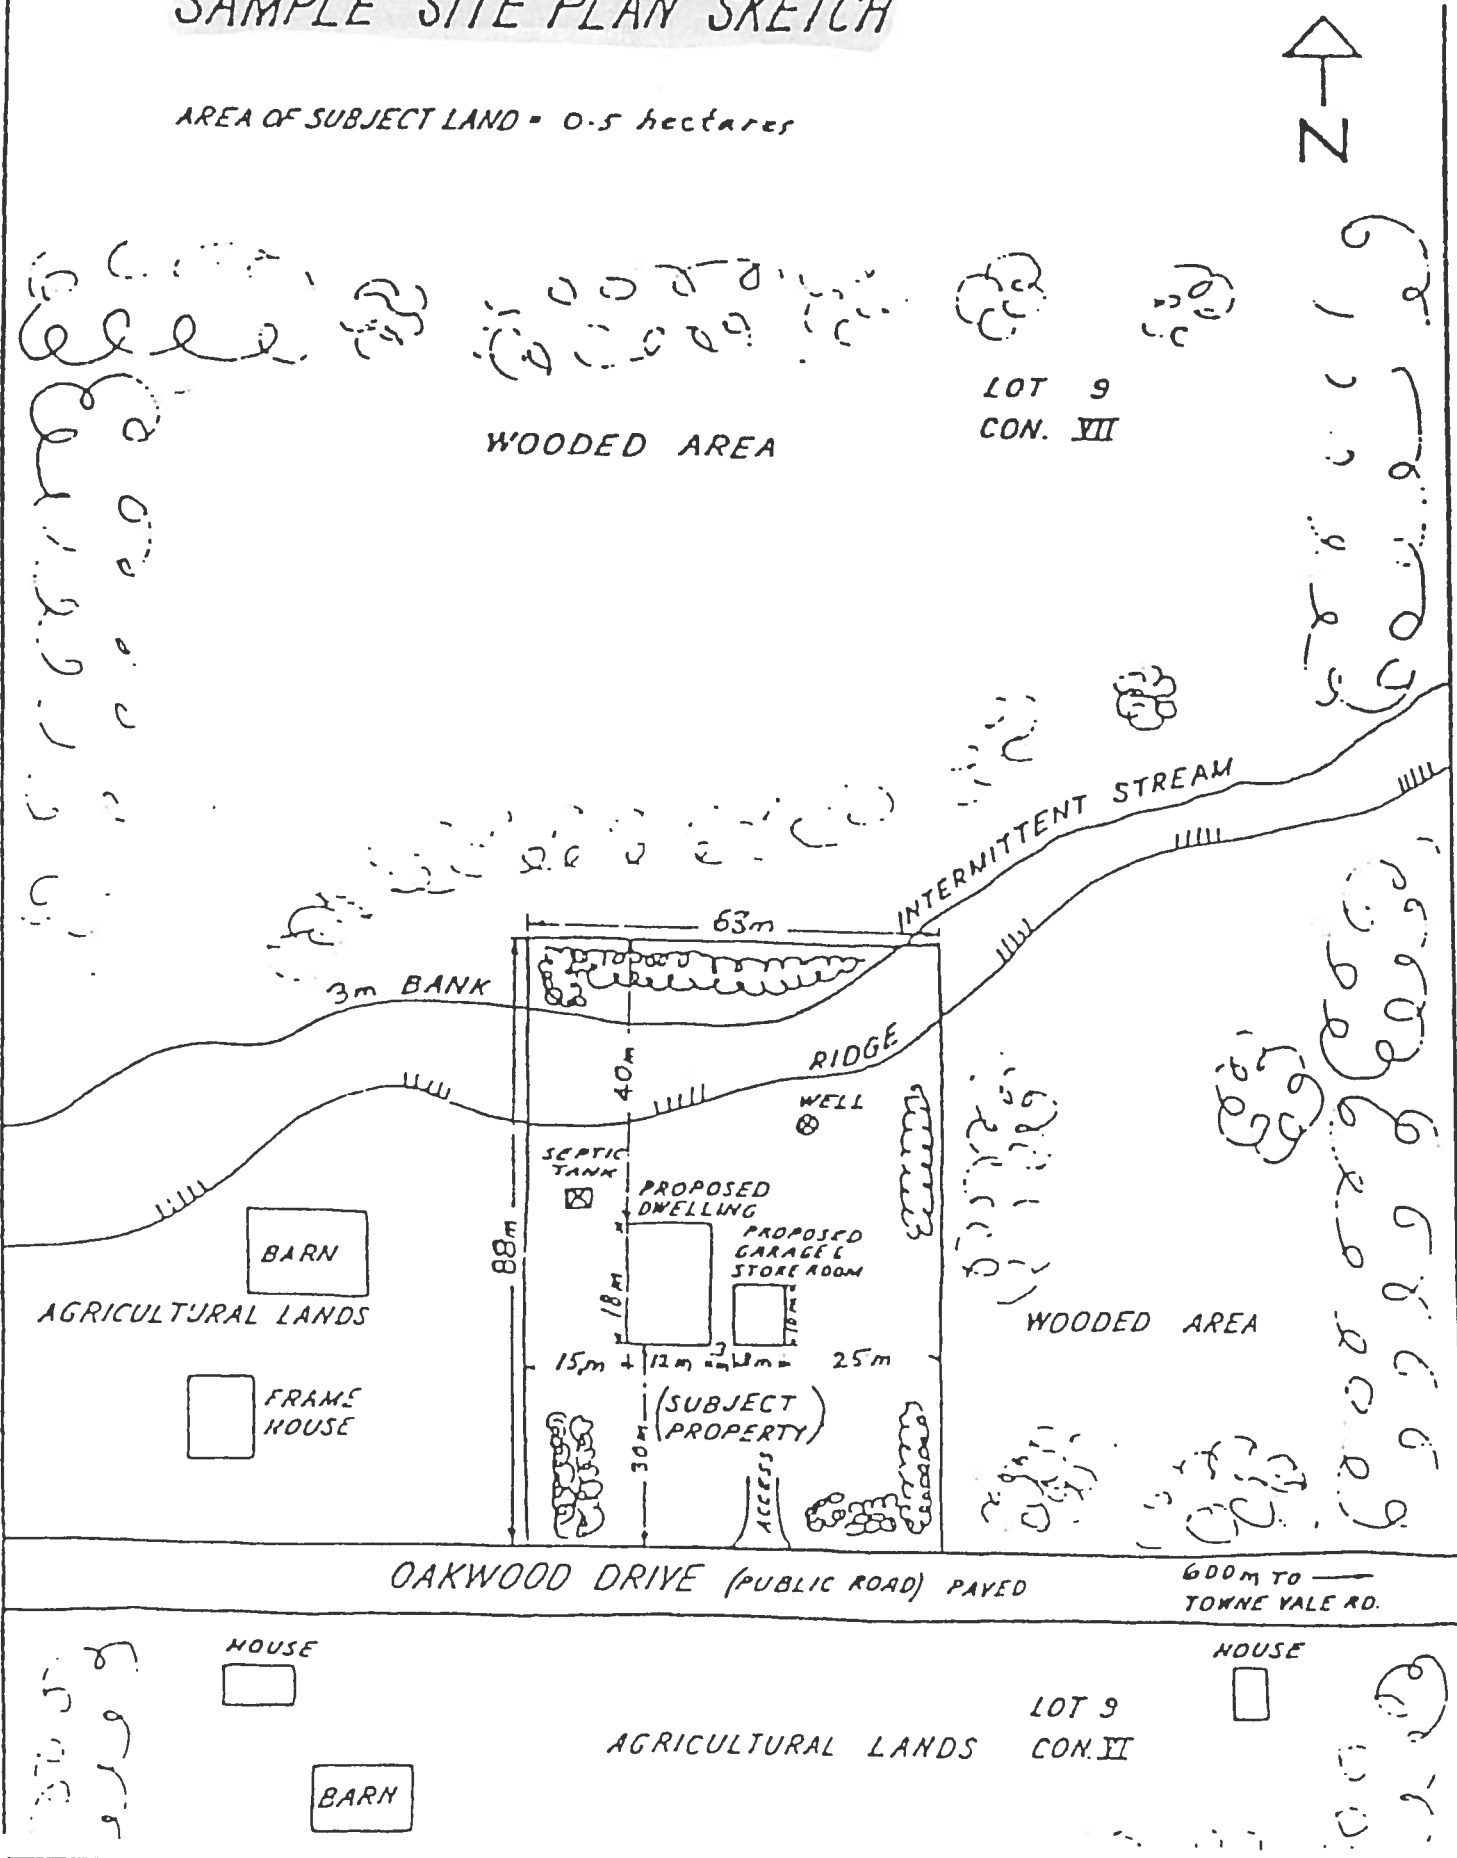 SAMPLE SITE PLAN SKETCH
AREA OF SUBJECT LAND = 0.5 hectares
N
LOT 9
CON. VII
WOODED AREA
INTERMITTENT STREAM
63m
3m BANK
RIDGE
40m
WELL
SEPTIC
TANK
PROPOSED
DWELLING
PROPOSED
GARAGE &
STORE ROOM
88m
18m
10m
BARN
AGRICULTURAL LANDS
WOODED AREA
15m
12m
3
m
8m
25m
FRAME
HOUSE
(SUBJECT
PROPERTY)
30m
ACCESS
OAKWOOD DRIVE (PUBLIC ROAD) PAVED
600m TO
TOWNE VALE RD.
HOUSE
HOUSE
LOT 9
CON. VI
AGRICULTURAL LANDS
BARN